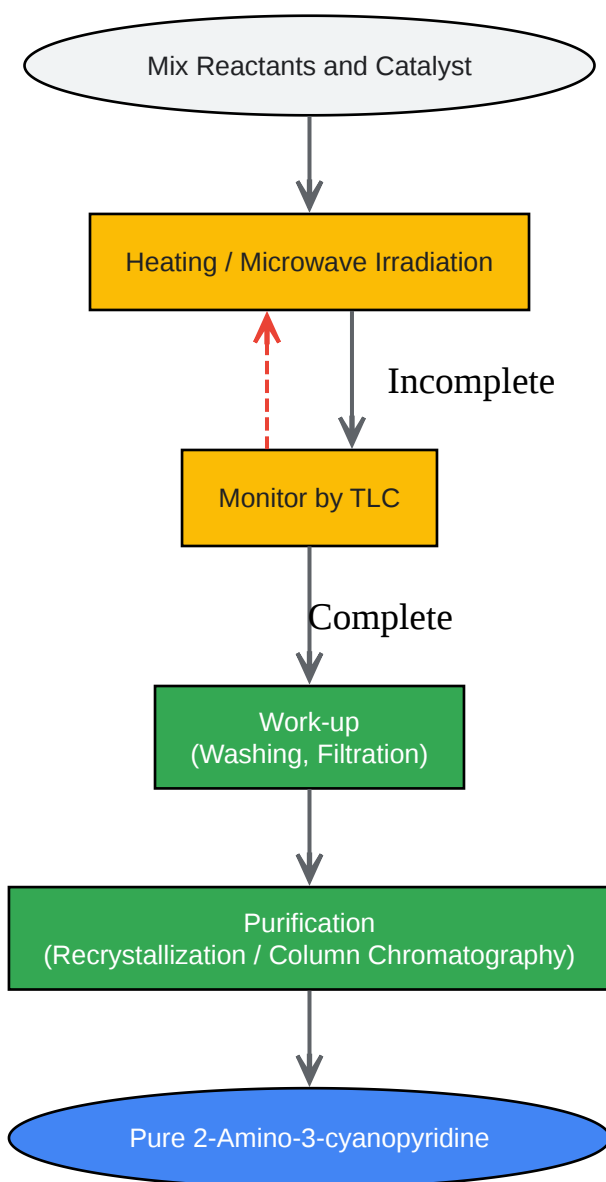 Mix Reactants and Catalyst
Heating / Microwave Irradiation
Incomplete
Monitor by TLC
Complete
Work-up
(Washing, Filtration)
Purification
(Recrystallization / Column Chromatography)
Pure 2-Amino-3-cyanopyridine